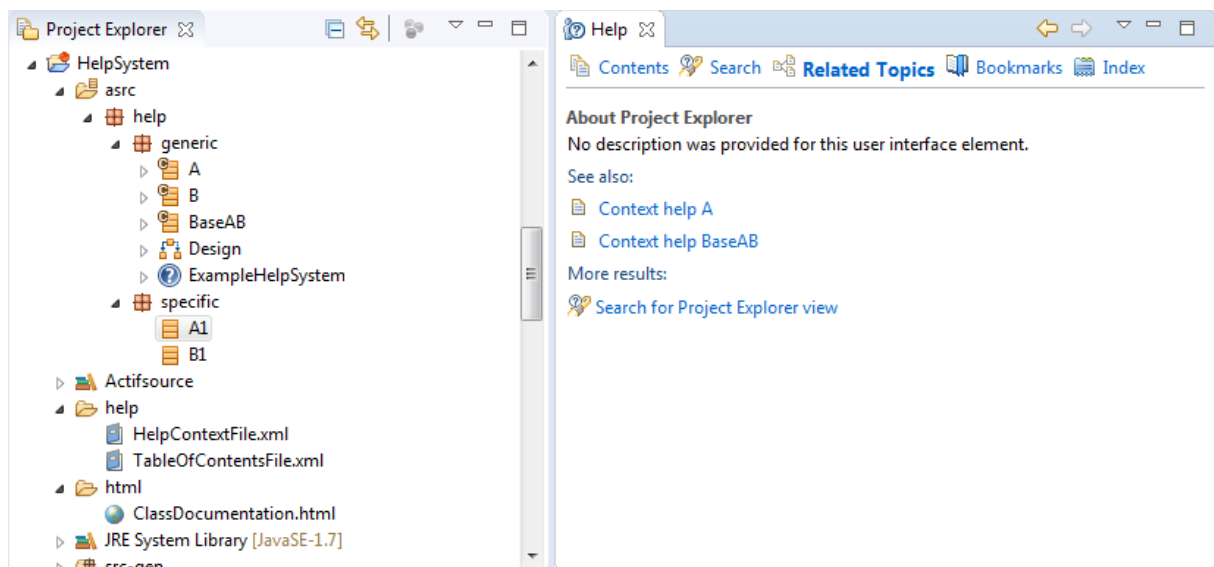 Project Explorer
HelpSystem
asrc
help
generic
A
B
BaseAB
Design
ExampleHelpSystem
specific
A1
B1
Actifsource
help
HelpContextFile.xml
TableOfContentsFile.xml
html
ClassDocumentation.html
JRE System Library [JavaSE-1.7]
src-gen
Help
Contents Search Related Topics Bookmarks Index
About Project Explorer
No description was provided for this user interface element.
See also:
Context help A
Context help BaseAB
More results:
Search for Project Explorer view